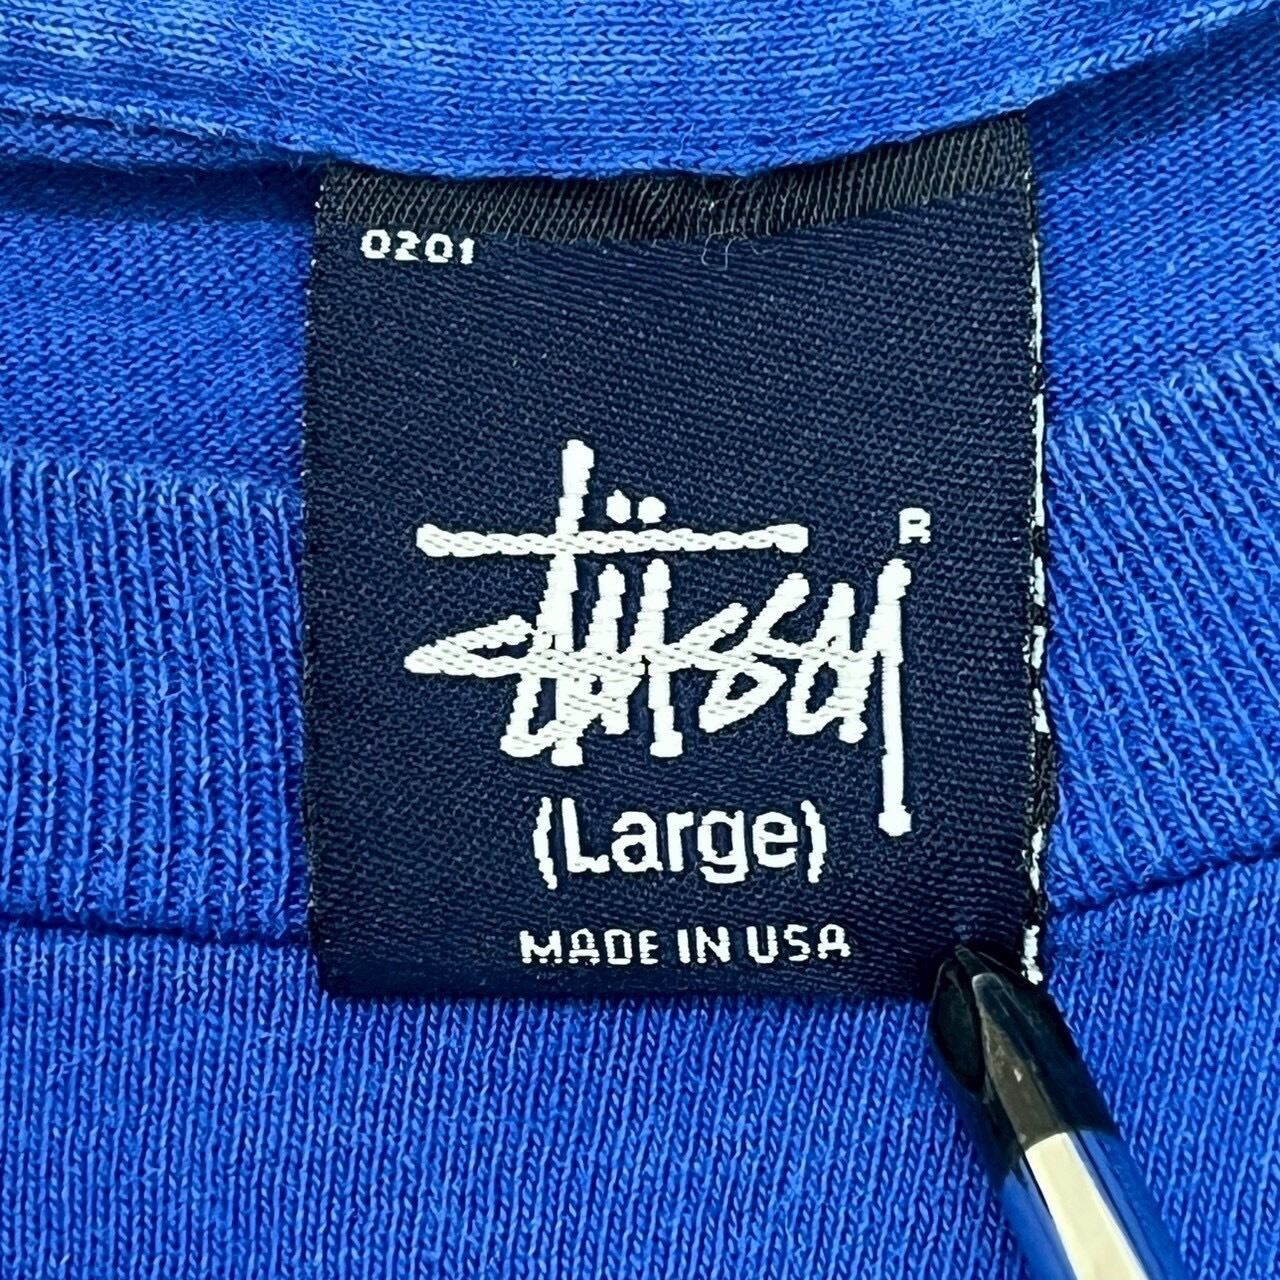 0201
Stüssy
R
(Large)
MADE IN USA